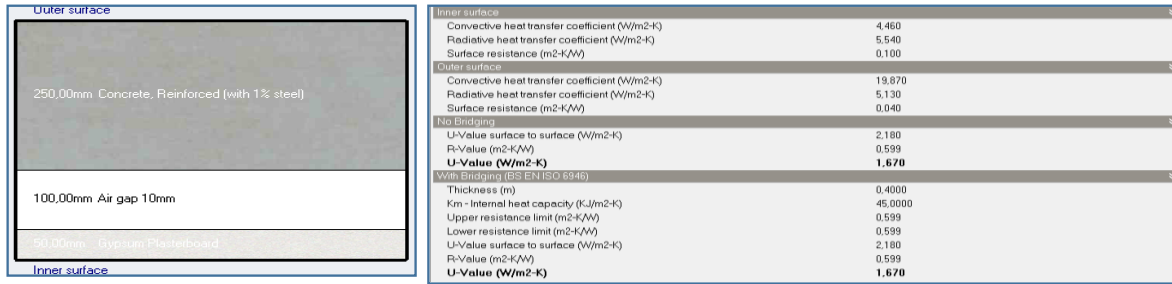 Outer surface
250,00mm Concrete, Reinforced (with 1% steel)
100,00mm Air gap 10mm
50,00mm Gypsum Plasterboard
Inner surface
Inner surface
Convective heat transfer coefficient (W/m2-K) 4,460
Radiative heat transfer coefficient (W/m2-K) 5,540
Surface resistance (m2-K/W) 0,100
Outer surface
Convective heat transfer coefficient (W/m2-K) 19,870
Radiative heat transfer coefficient (W/m2-K) 5,130
Surface resistance (m2-K/W) 0,040
No Bridging
U-Value surface to surface (W/m2-K) 2,180
R-Value (m2-K/W) 0,599
U-Value (W/m2-K) 1,670
With Bridging (BS EN ISO 6946)
Thickness (m) 0,4000
Km - Internal heat capacity (KJ/m2-K) 45,0000
Upper resistance limit (m2-K/W) 0,599
Lower resistance limit (m2-K/W) 0,599
U-Value surface to surface (W/m2-K) 2,180
R-Value (m2-K/W) 0,599
U-Value (W/m2-K) 1,670